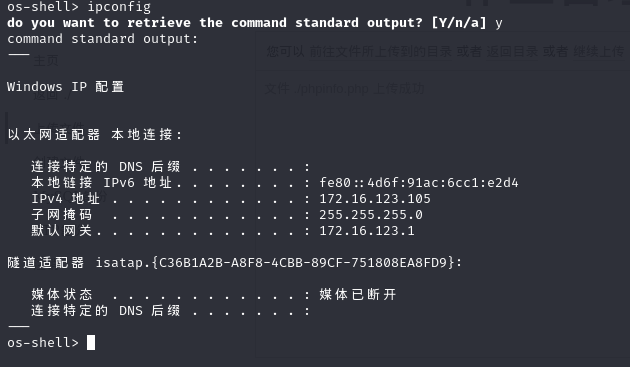 os-shell> ipconfig
do you want to retrieve the command standard output? [Y/n/a] y
command standard output:
---
Windows IP 配置
以太网适配器 本地连接:
连接特定的 DNS 后缀 . . . . . . . :
本地链接 IPv6 地址. . . . . . . . : fe80::4d6f:91ac:6cc1:e2d4
IPv4 地址 . . . . . . . . . . . . : 172.16.123.105
子网掩码 . . . . . . . . . . . . : 255.255.255.0
默认网关. . . . . . . . . . . . . : 172.16.123.1
隧道适配器 isatap.{C36B1A2B-A8F8-4CBB-89CF-751808EA8FD9}:
媒体状态 . . . . . . . . . . . . : 媒体已断开
连接特定的 DNS 后缀 . . . . . . . :
---
os-shell>
主页
您可以 前往文件所上传到的目录 或者 返回目录 或者 继续上传
文件 ./phpinfo.php 上传成功